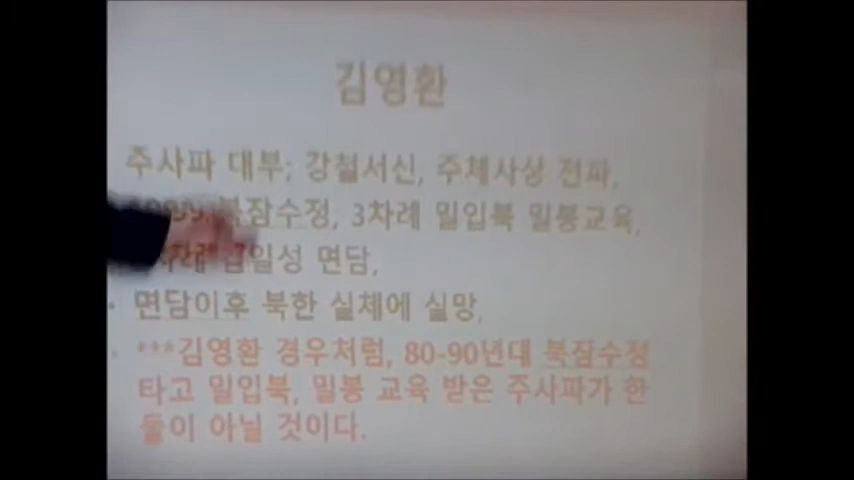 김영환
주사파 대부; 강철서신, 주체사상 전파,
북잠수정, 3차례 밀입북 밀봉교육,
김일성 면담,
• 면담이후 북한 실체에 실망,
• ***김영환 경우처럼, 80-90년대 북잠수정
타고 밀입북, 밀봉 교육 받은 주사파가 한
둘이 아닐 것이다.